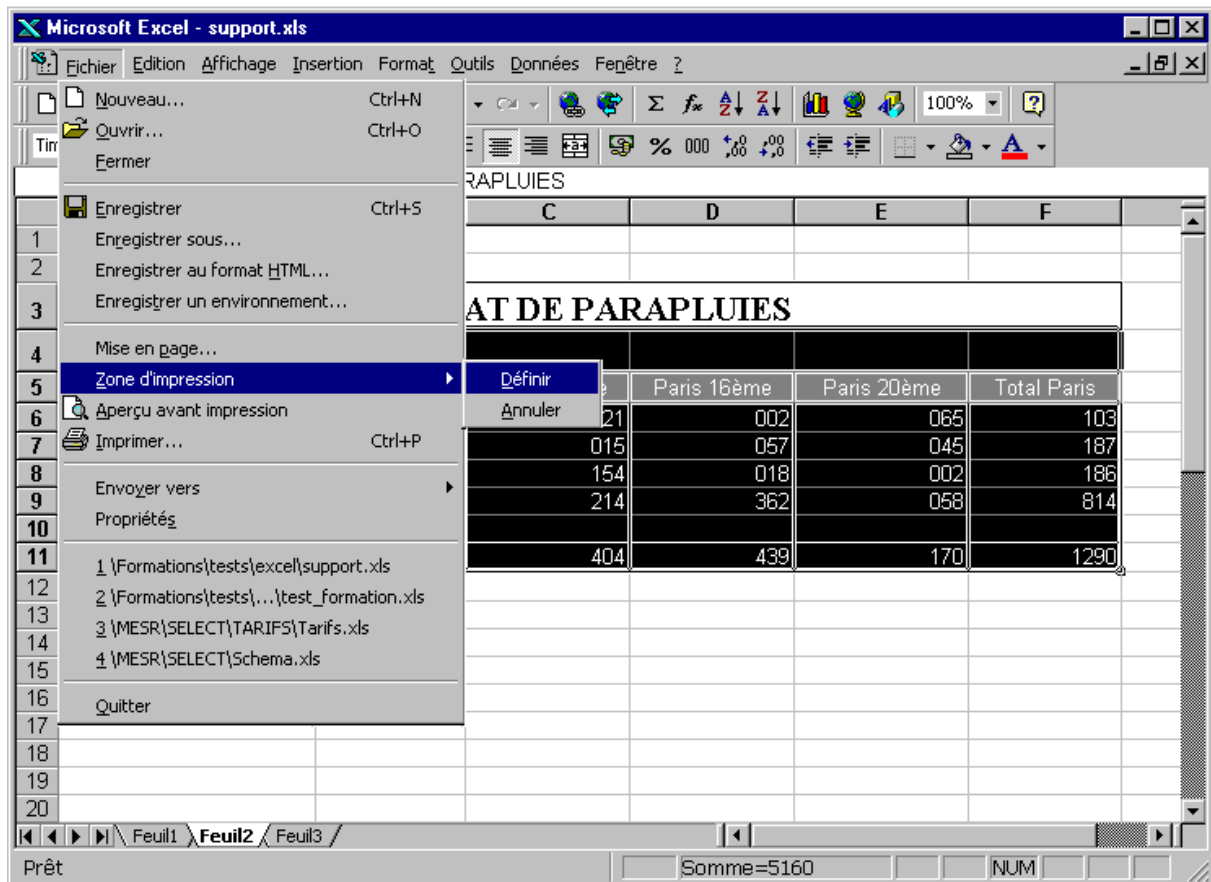 Microsoft Excel - support.xls
Fichier Edition Affichage Insertion Format Outils Données Fenêtre ?
Nouveau... Ctrl+N
100%
Ouvrir... Ctrl+O
Tim
% 000
Fermer
RAPLUIES
Enregistrer Ctrl+S
C D E F
1 Enregistrer sous...
2 Enregistrer au format HTML...
3 Enregistrer un environnement...
AT DE PARAPLUIES
4 Mise en page...
5 Zone d'impression Définir Paris 16ème Paris 20ème Total Paris
6 Aperçu avant impression Annuler 21 002 065 103
7 Imprimer... Ctrl+P 015 057 045 187
8 154 018 002 186
Envoyer vers
9 214 362 058 814
10 Propriétés
11 404 439 170 1290
1 \Formations\tests\excel\support.xls
12
2 \Formations\tests\...\test_formation.xls
13
3 \MESR\SELECT\TARIFS\Tarifs.xls
14
4 \MESR\SELECT\Schema.xls
15
16
Quitter
17
18
19
20
Feuil1 Feuil2 Feuil3
Prêt Somme=5160 NUM